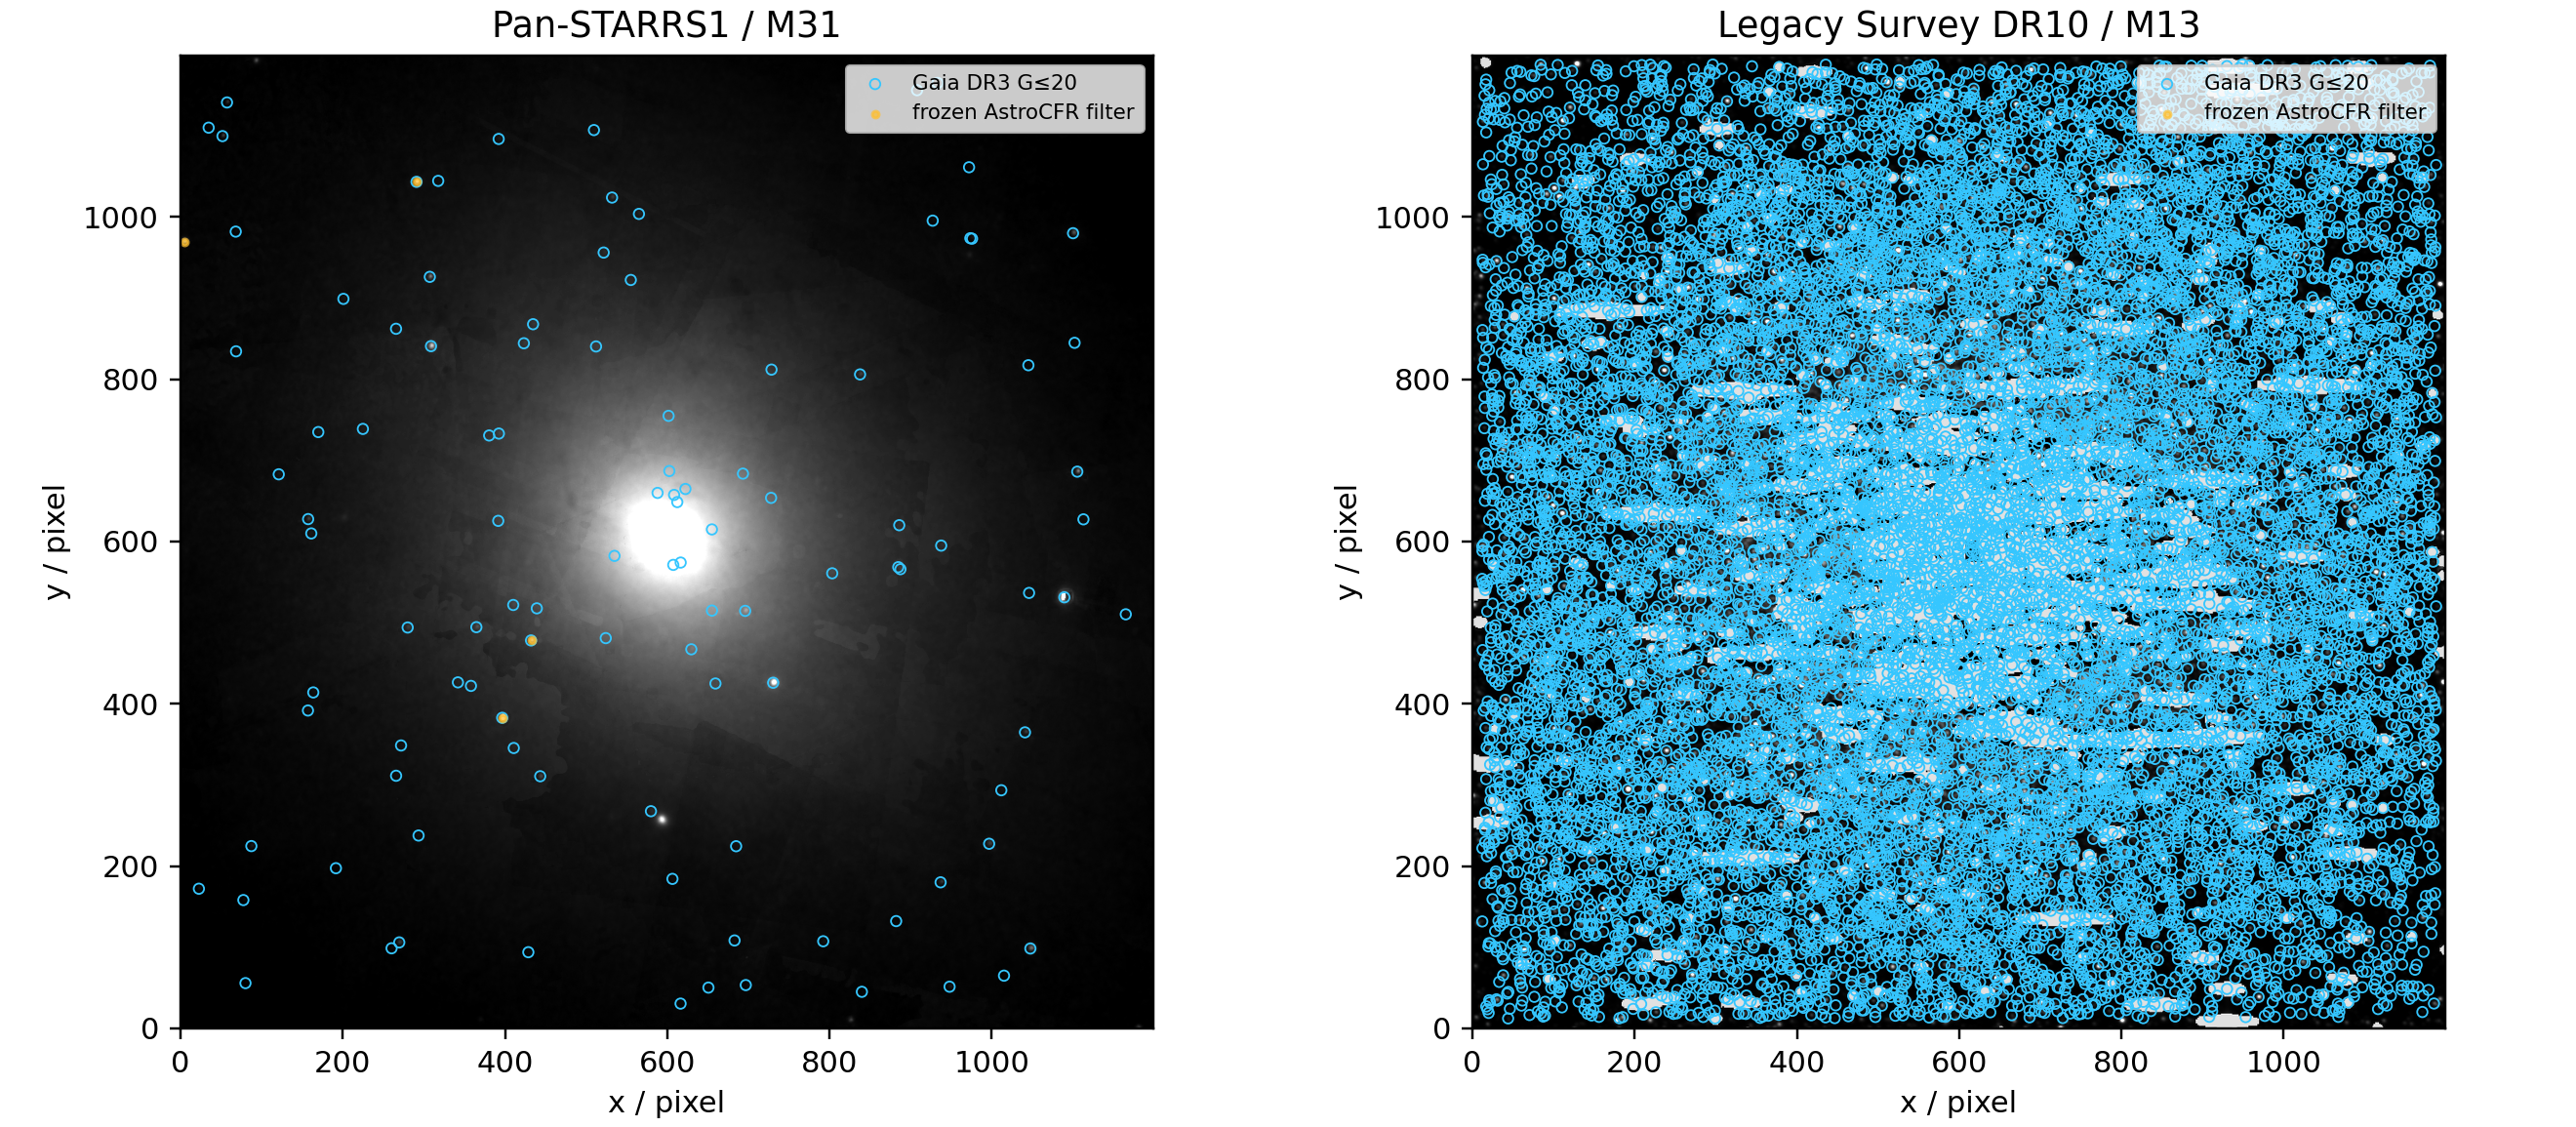 Pan-STARRS1 / M31
Gaia DR3 G≤20
frozen AstroCFR filter
1000
800
600
400
200
0
y / pixel
0 200 400 600 800 1000
x / pixel
Legacy Survey DR10 / M13
Gaia DR3 G≤20
frozen AstroCFR filter
1000
800
600
400
200
0
y / pixel
0 200 400 600 800 1000
x / pixel